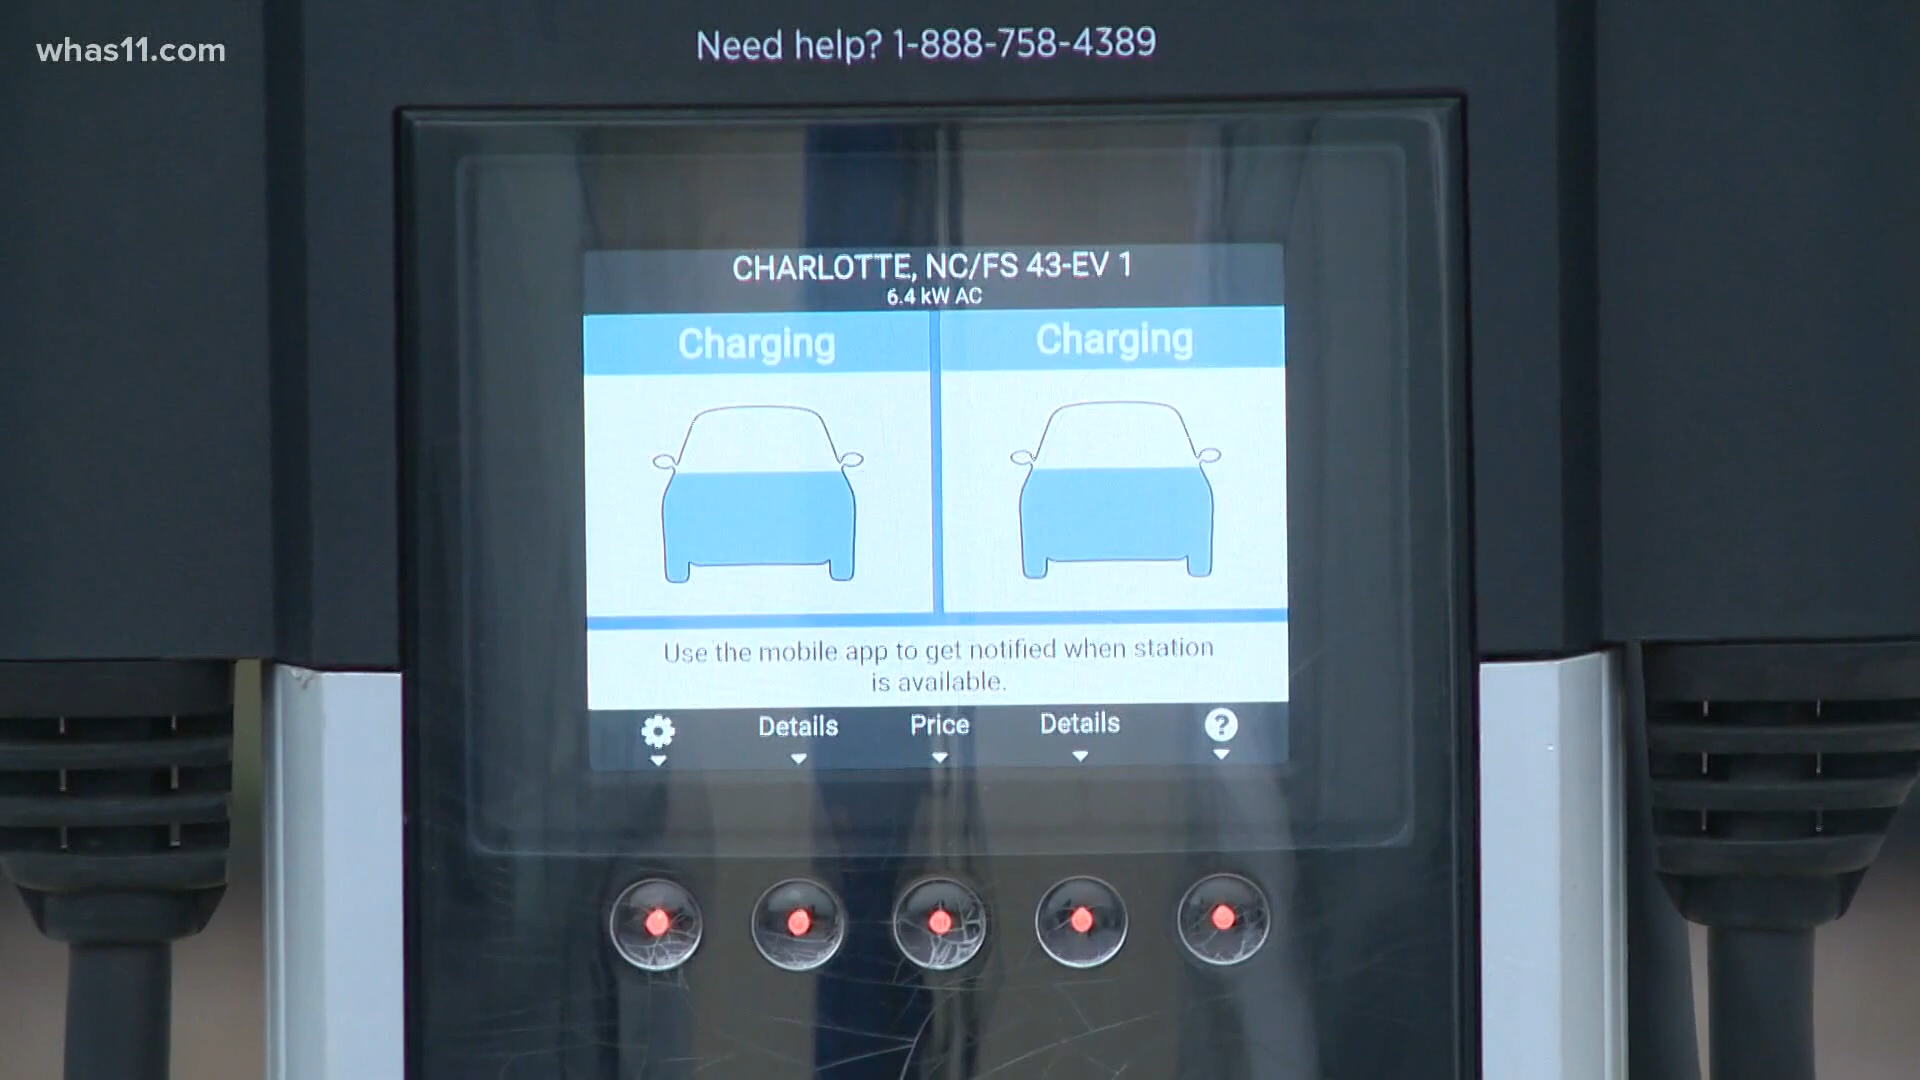 whas11.com
Need help? 1-888-758-4389
CHARLOTTE, NC/FS 43-EV 1
6.4 kW AC
Charging Charging
Use the mobile app to get notified when station
is available.
Details Price Details ?